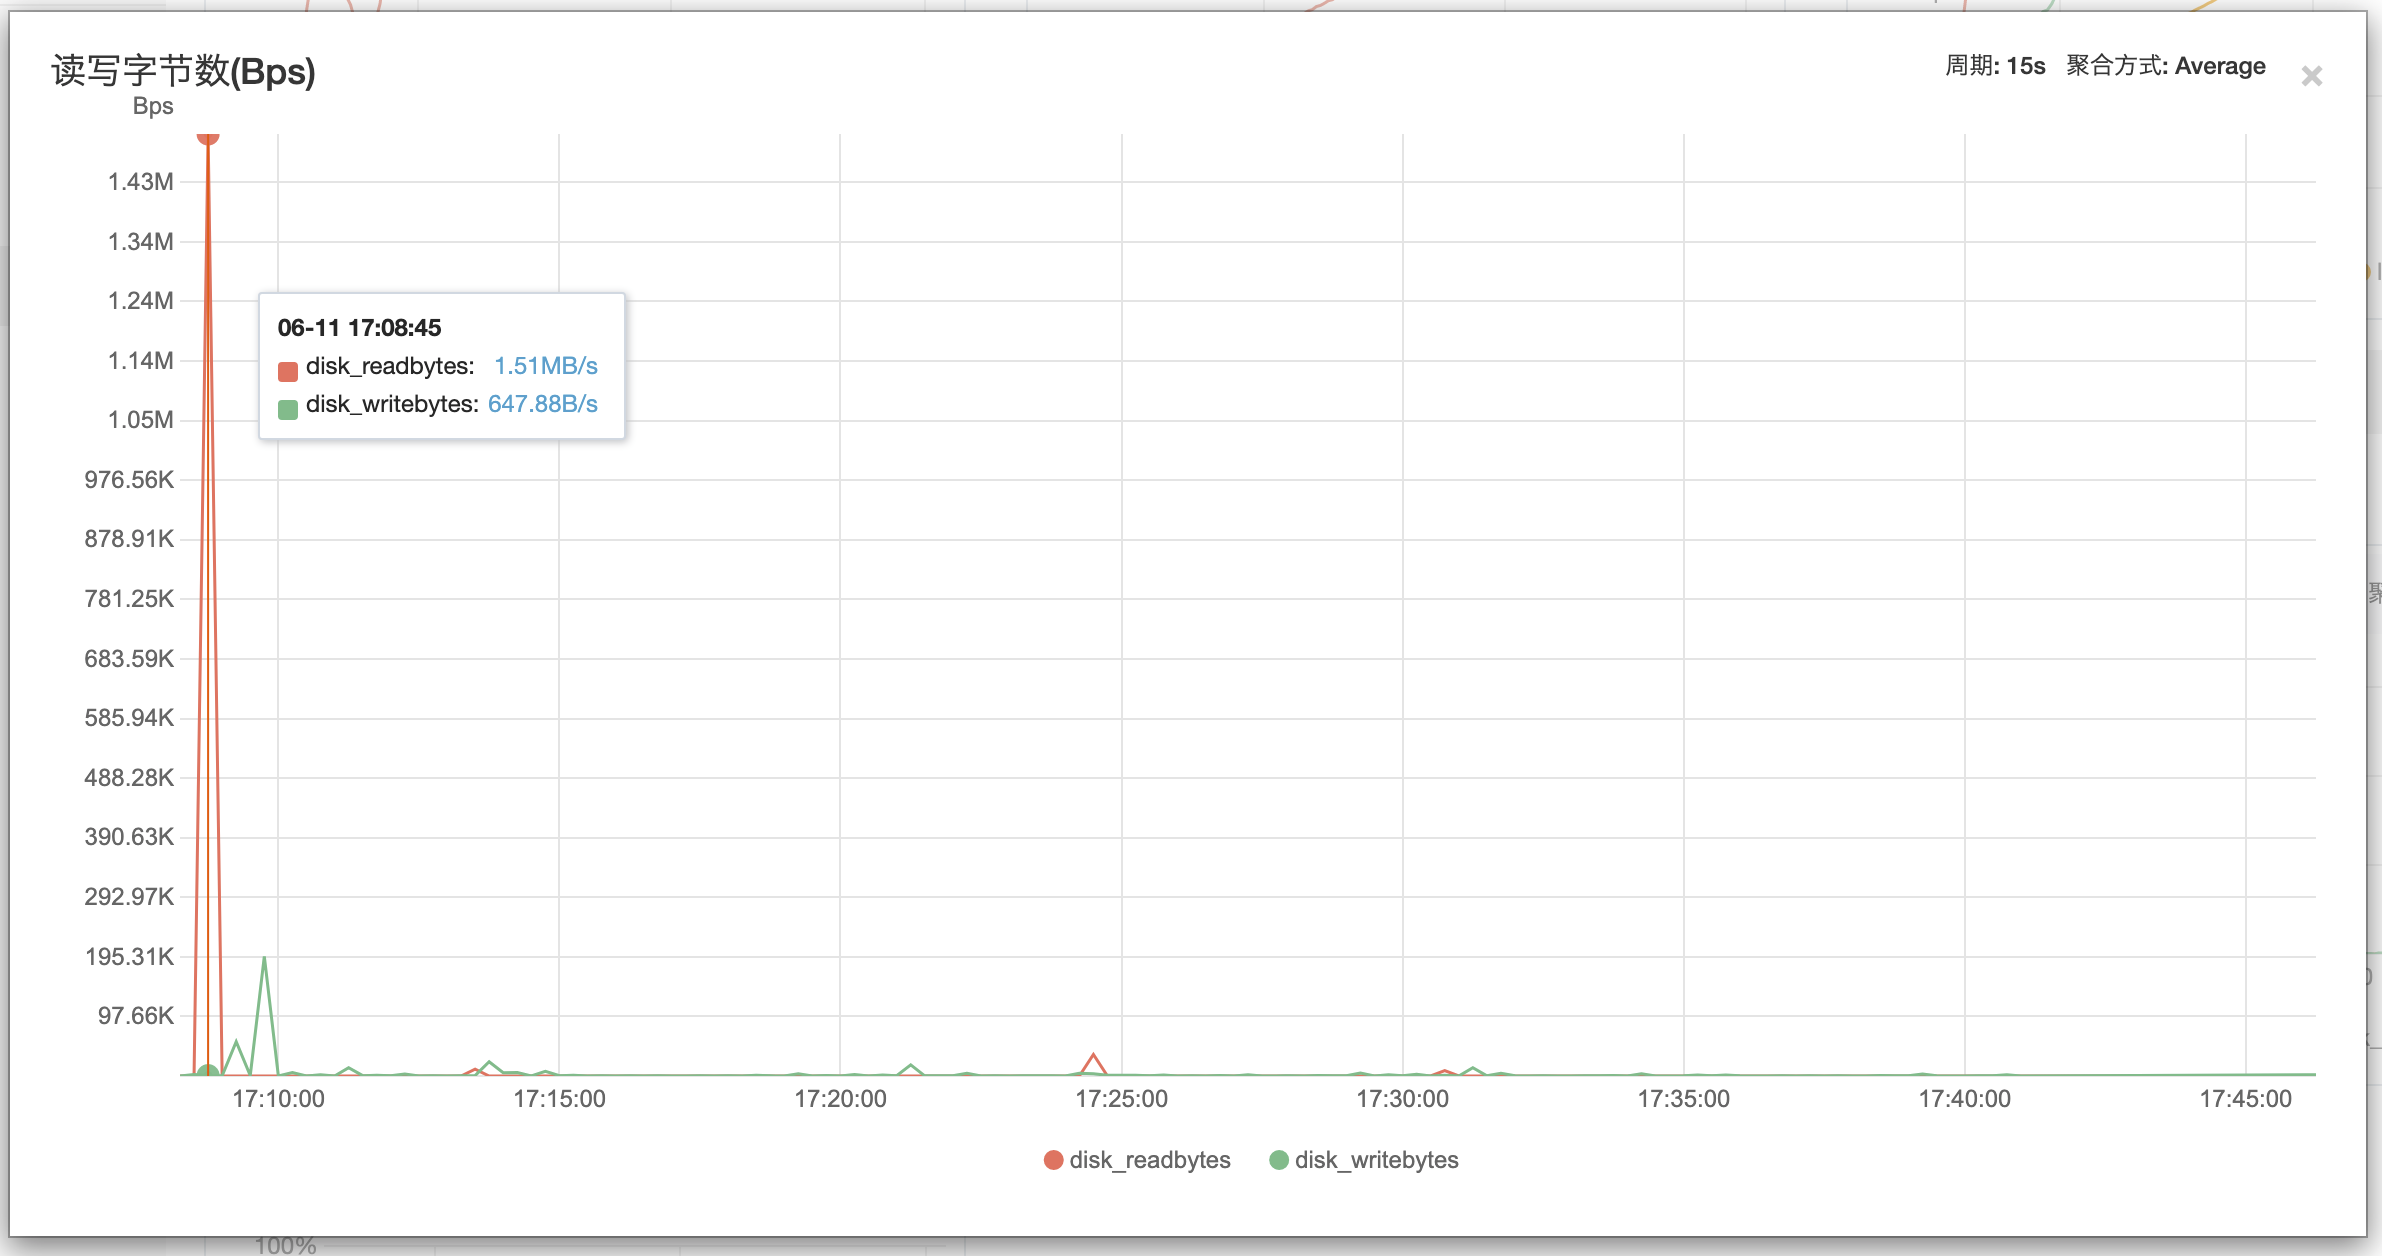 读写字节数(Bps)
周期: 15s 聚合方式: Average
Bps
1.43M
1.34M
1.24M
1.14M
1.05M
976.56K
878.91K
781.25K
683.59K
585.94K
488.28K
390.63K
292.97K
195.31K
97.66K
06-11 17:08:45
disk_readbytes: 1.51MB/s
disk_writebytes: 647.88B/s
17:10:00 17:15:00 17:20:00 17:25:00 17:30:00 17:35:00 17:40:00 17:45:00
disk_readbytes disk_writebytes
100%